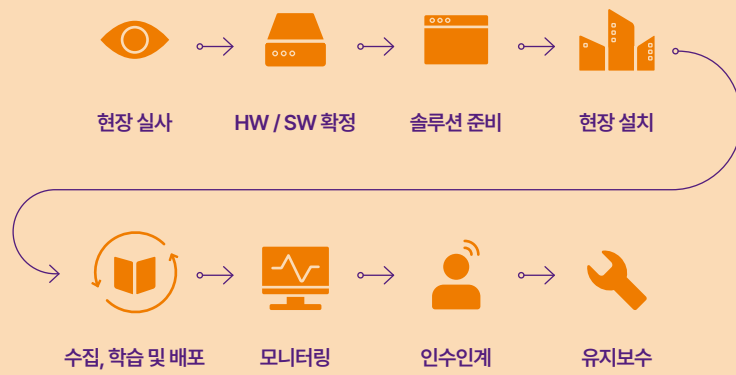 현장 실사
HW / SW 확정
솔루션 준비
현장 설치
수집, 학습 및 배포
모니터링
인수인계
유지보수